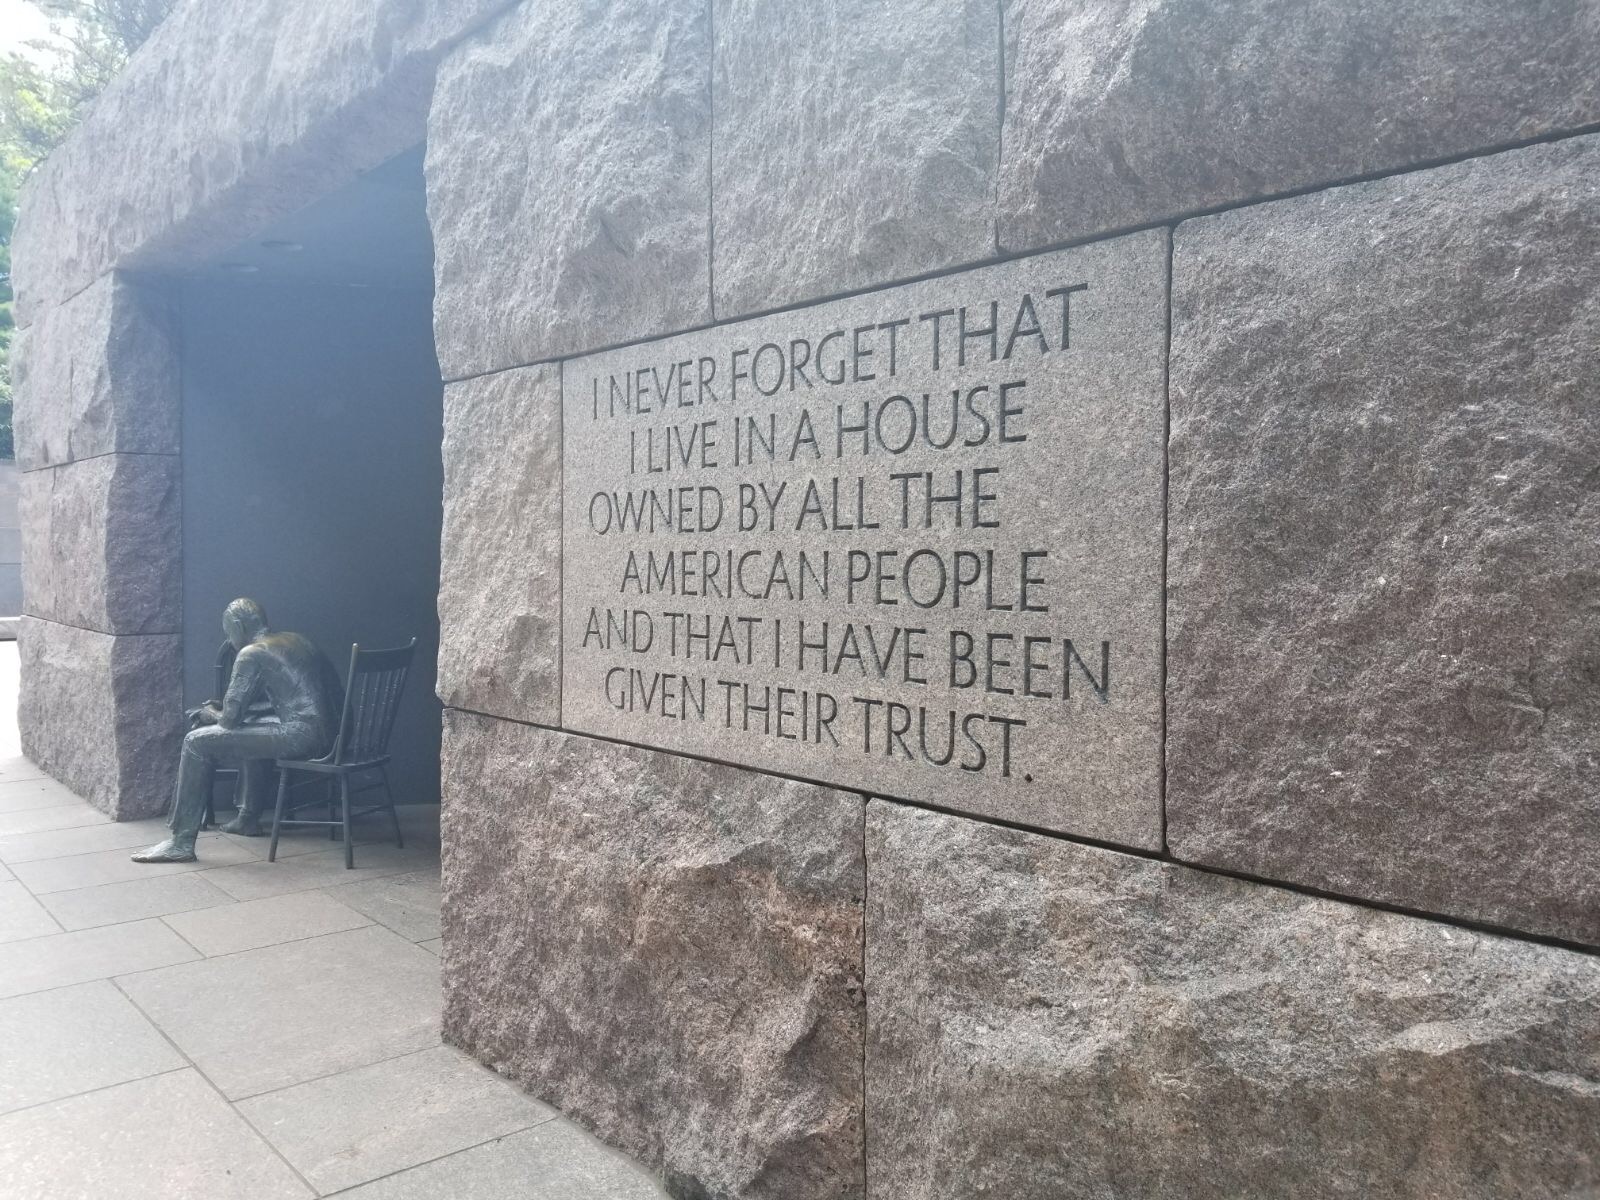 I NEVER FORGET THAT
I LIVE IN A HOUSE
OWNED BY ALL THE
AMERICAN PEOPLE
AND THAT I HAVE BEEN
GIVEN THEIR TRUST.